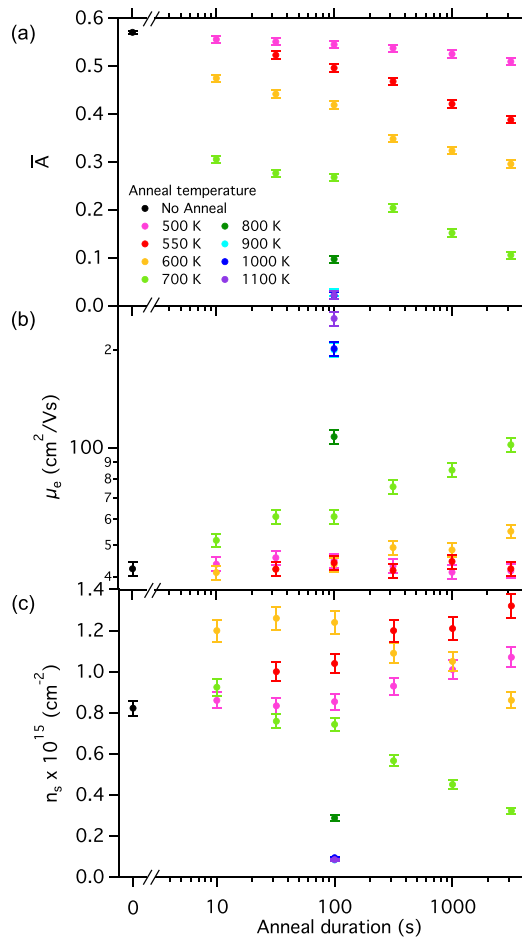 (a)
0.6
0.5
0.4
0.3
0.2
0.1
0.0
A̅
Anneal temperature
No Anneal
500 K
800 K
550 K
900 K
600 K
1000 K
700 K
1100 K
(b)
2
100
9
8
7
6
5
4
μe (cm2/Vs)
(c)
1.4
1.2
1.0
0.8
0.6
0.4
0.2
0.0
ns x 10^15 (cm^-2)
0
10
100
1000
Anneal duration (s)